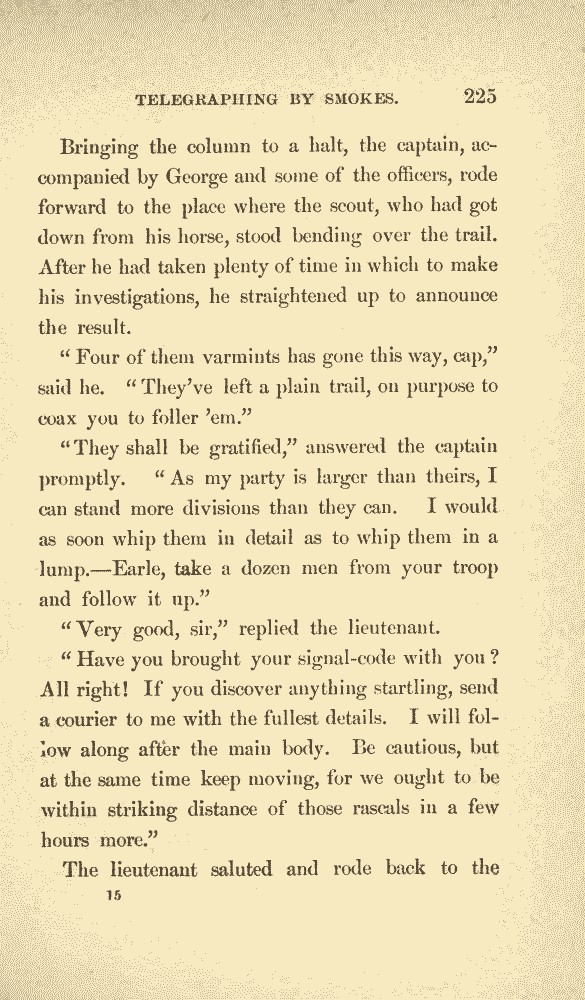 TELEGRAPHING BY SMOKES. 225
Bringing the column to a halt, the captain, ac-
companied by George and some of the officers, rode
forward to the place where the scout, who had got
down from his horse, stood bending over the trail.
After he had taken plenty of time in which to make
his investigations, he straightened up to announce
the result.
“Four of them varmints has gone this way, cap,”
said he. “They’ve left a plain trail, on purpose to
coax you to foller ’em.”
“They shall be gratified,” answered the captain
promptly. “As my party is larger than theirs, I
can stand more divisions than they can. I would
as soon whip them in detail as to whip them in a
lump.—Earle, take a dozen men from your troop
and follow it up.”
“Very good, sir,” replied the lieutenant.
“Have you brought your signal-code with you?
All right! If you discover anything startling, send
a courier to me with the fullest details. I will fol-
low along after the main body. Be cautious, but
at the same time keep moving, for we ought to be
within striking distance of those rascals in a few
hours more.”
The lieutenant saluted and rode back to the
15